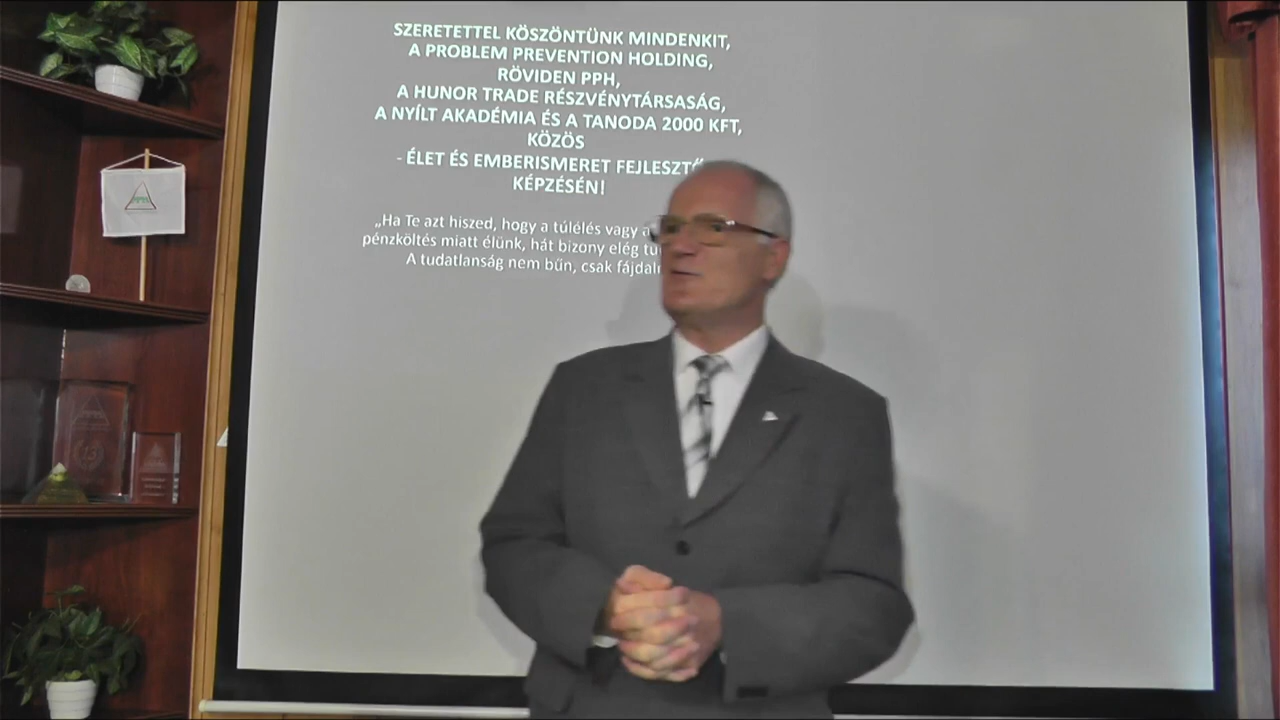 SZERETETTEL KÖSZÖNTÜNK MINDENKIT,
A PROBLEM PREVENTION HOLDING,
RÖVIDEN PPH,
A HUNOR TRADE RÉSZVÉNYTÁRSASÁG,
A NYÍLT AKADÉMIA ÉS A TANODA 2000 KFT,
KÖZÖS
- ÉLET ÉS EMBERISMERET FEJLESZTŐ
KÉPZÉSÉN!
„Ha Te azt hiszed, hogy a túlélés vagy a
pénzköltés miatt élünk, hát bizony elég
A tudatlanság nem bűn, csak
13